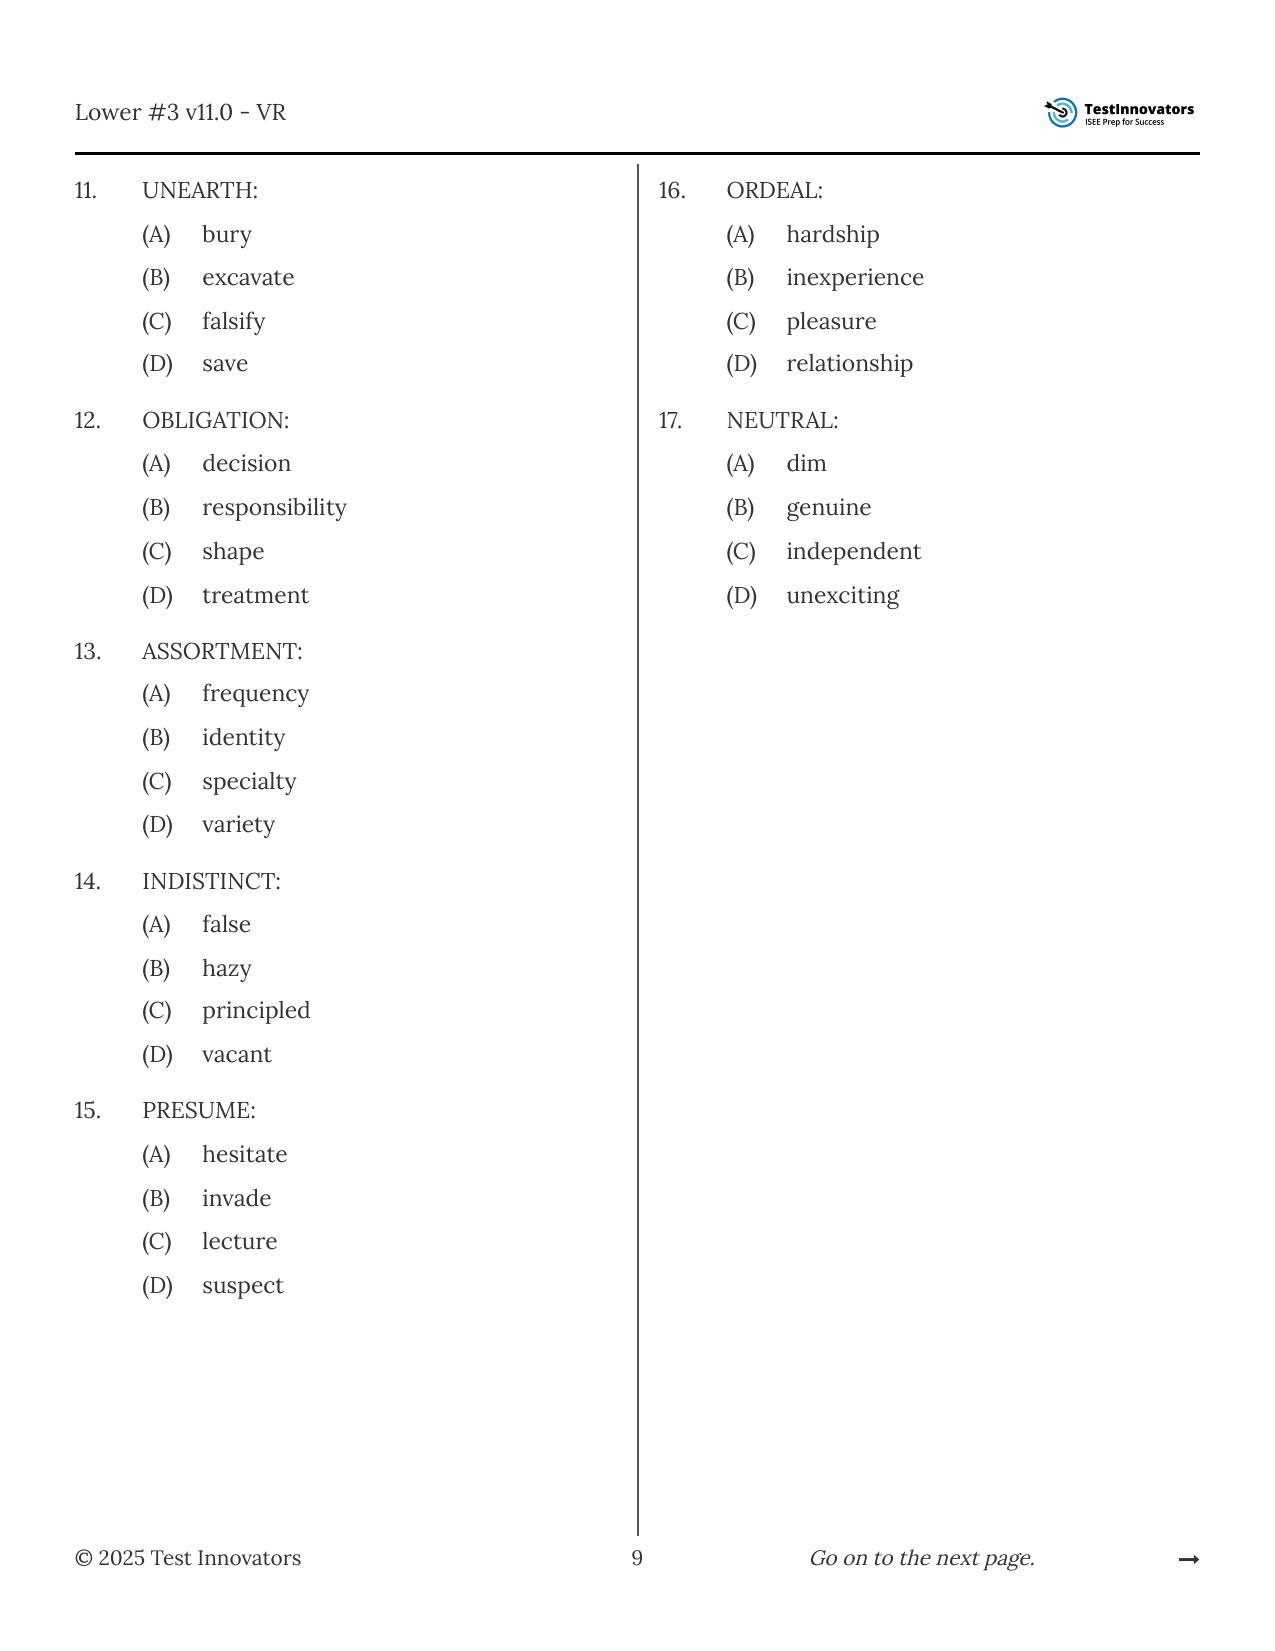 Lower #3 v11.0 - VR
TestInnovators
ISEE Prep for Success
11. UNEARTH:
(A) bury
(B) excavate
(C) falsify
(D) save
12. OBLIGATION:
(A) decision
(B) responsibility
(C) shape
(D) treatment
13. ASSORTMENT:
(A) frequency
(B) identity
(C) specialty
(D) variety
14. INDISTINCT:
(A) false
(B) hazy
(C) principled
(D) vacant
15. PRESUME:
(A) hesitate
(B) invade
(C) lecture
(D) suspect
16. ORDEAL:
(A) hardship
(B) inexperience
(C) pleasure
(D) relationship
17. NEUTRAL:
(A) dim
(B) genuine
(C) independent
(D) unexciting
© 2025 Test Innovators
9
Go on to the next page. →